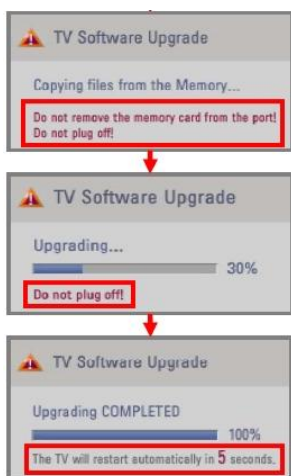 TV Software Upgrade
Copying files from the Memory...
Do not remove the memory card from the port!
Do not plug off!
TV Software Upgrade
Upgrading...
30%
Do not plug off!
TV Software Upgrade
Upgrading COMPLETED
100%
The TV will restart automatically in 5 seconds.